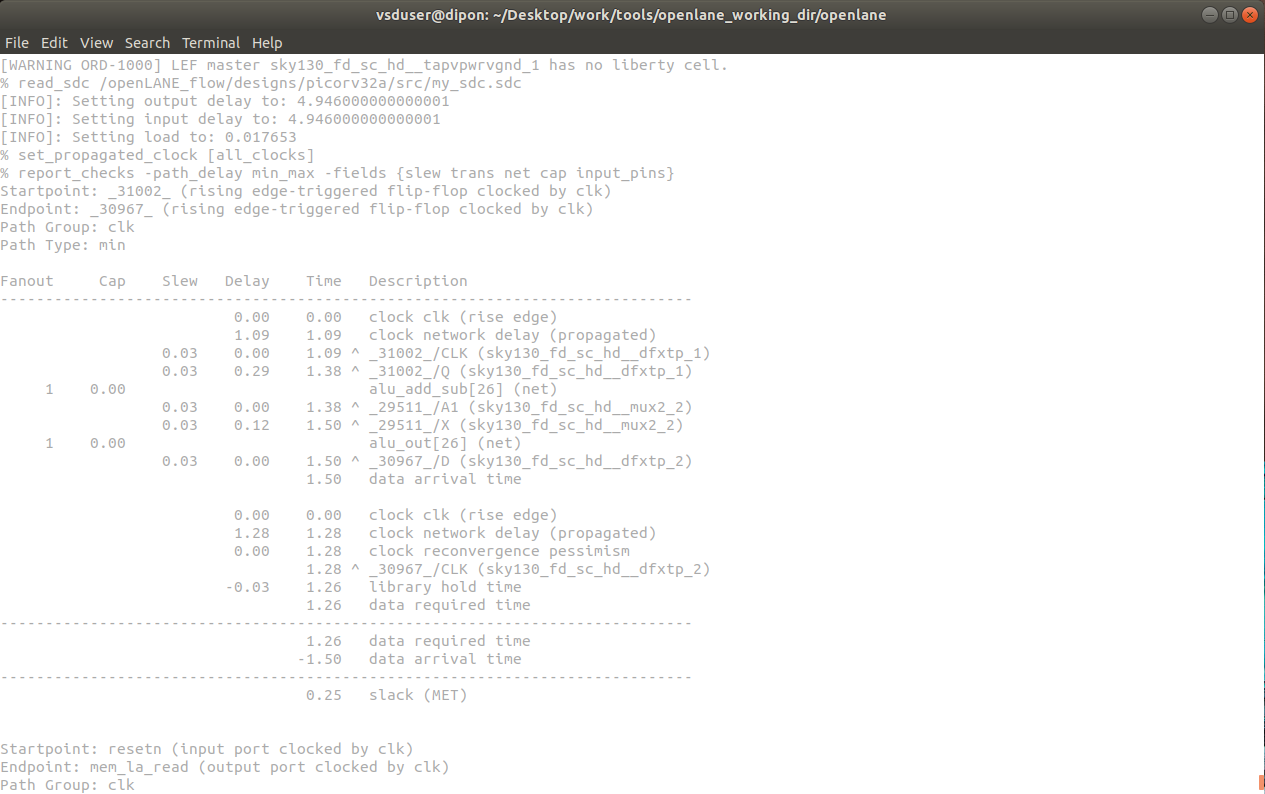 vsduser@dipon: ~/Desktop/work/tools/openlane_working_dir/openlane
File Edit View Search Terminal Help
[WARNING ORD-1000] LEF master sky130_fd_sc_hd__tapvpwrvgnd_1 has no liberty cell.
% read_sdc /openLANE_flow/designs/picorv32a/src/my_sdc.sdc
[INFO]: Setting output delay to: 4.946000000000001
[INFO]: Setting input delay to: 4.946000000000001
[INFO]: Setting load to: 0.017653
% set_propagated_clock [all_clocks]
% report_checks -path_delay min_max -fields {slew trans net cap input_pins}
Startpoint: _31002_ (rising edge-triggered flip-flop clocked by clk)
Endpoint: _30967_ (rising edge-triggered flip-flop clocked by clk)
Path Group: clk
Path Type: min
Fanout     Cap    Slew   Delay    Time   Description
-----------------------------------------------------------------------------
                          0.00    0.00   clock clk (rise edge)
                          1.09    1.09   clock network delay (propagated)
                  0.03    0.00    1.09 ^ _31002_/CLK (sky130_fd_sc_hd__dfxtp_1)
                  0.03    0.29    1.38 ^ _31002_/Q (sky130_fd_sc_hd__dfxtp_1)
     1    0.00                           alu_add_sub[26] (net)
                  0.03    0.00    1.38 ^ _29511_/A1 (sky130_fd_sc_hd__mux2_2)
                  0.03    0.12    1.50 ^ _29511_/X (sky130_fd_sc_hd__mux2_2)
     1    0.00                           alu_out[26] (net)
                  0.03    0.00    1.50 ^ _30967_/D (sky130_fd_sc_hd__dfxtp_2)
                                  1.50   data arrival time
                          0.00    0.00   clock clk (rise edge)
                          1.28    1.28   clock network delay (propagated)
                          0.00    1.28   clock reconvergence pessimism
                                  1.28 ^ _30967_/CLK (sky130_fd_sc_hd__dfxtp_2)
                         -0.03    1.26   library hold time
                                  1.26   data required time
-----------------------------------------------------------------------------
                                  1.26   data required time
                                 -1.50   data arrival time
-----------------------------------------------------------------------------
                                  0.25   slack (MET)
Startpoint: resetn (input port clocked by clk)
Endpoint: mem_la_read (output port clocked by clk)
Path Group: clk